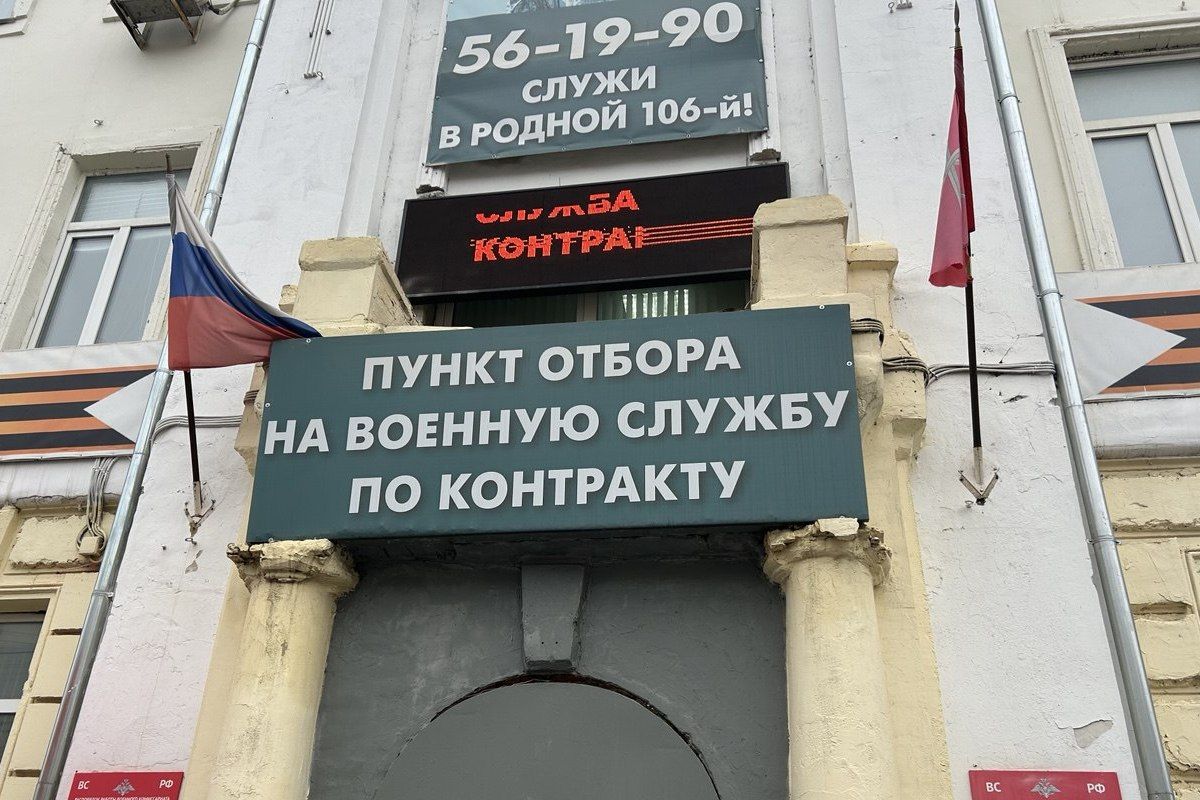 56-19-90
СЛУЖИ
В РОДНОЙ 106-й!
СЛУЖБА
КОНТРА
ПУНКТ ОТБОРА
НА ВОЕННУЮ СЛУЖБУ
ПО КОНТРАКТУ
ВС РФ
ВС РФ